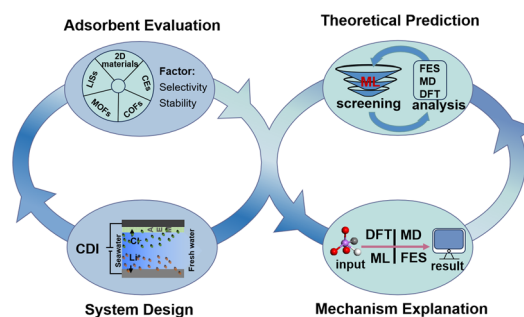 Adsorbent Evaluation
Theoretical Prediction
2D
materials
LISs
CEs
MOFs
COFs
Factor:
Selectivity
Stability
ML
screening
FES
MD
DFT
analysis
CDI
Seawater
A E M
Cl-
Li+
Fresh water
DFT MD
ML FES
input
result
System Design
Mechanism Explanation